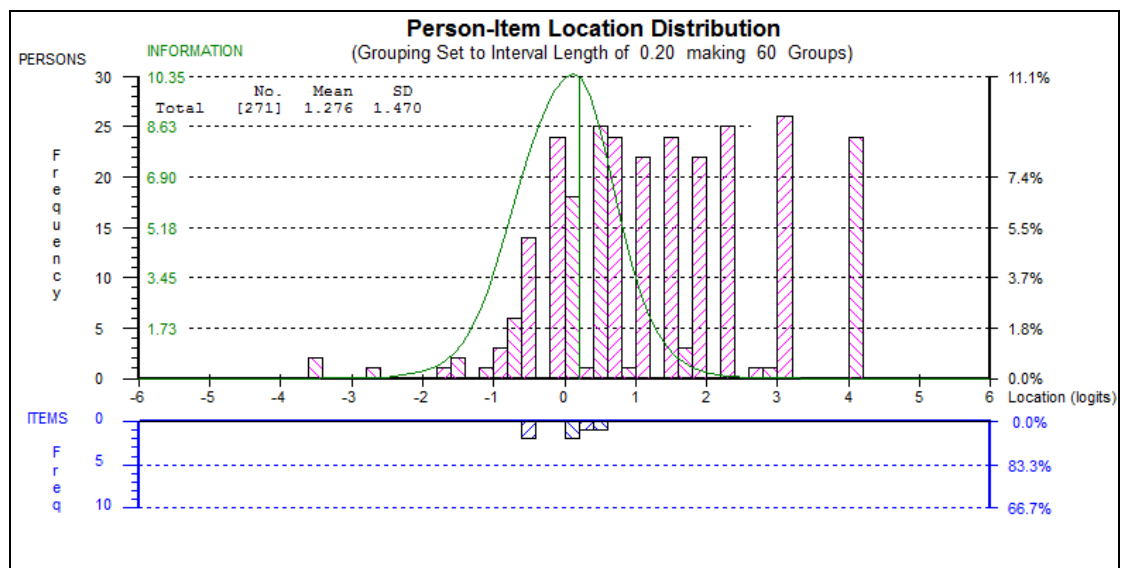 Person-Item Location Distribution
(Grouping Set to Interval Length of 0.20 making 60 Groups)
PERSONS INFORMATION
No. Mean SD
Total [271] 1.276 1.470
Frequency
30 10.35 11.1%
25 8.63
20 6.90 7.4%
15 5.18 5.5%
10 3.45 3.7%
5 1.73 1.8%
0 0.0%
-6 -5 -4 -3 -2 -1 0 1 2 3 4 5 6 Location (logits)
ITEMS 0 0.0%
Freq
5 83.3%
10 66.7%